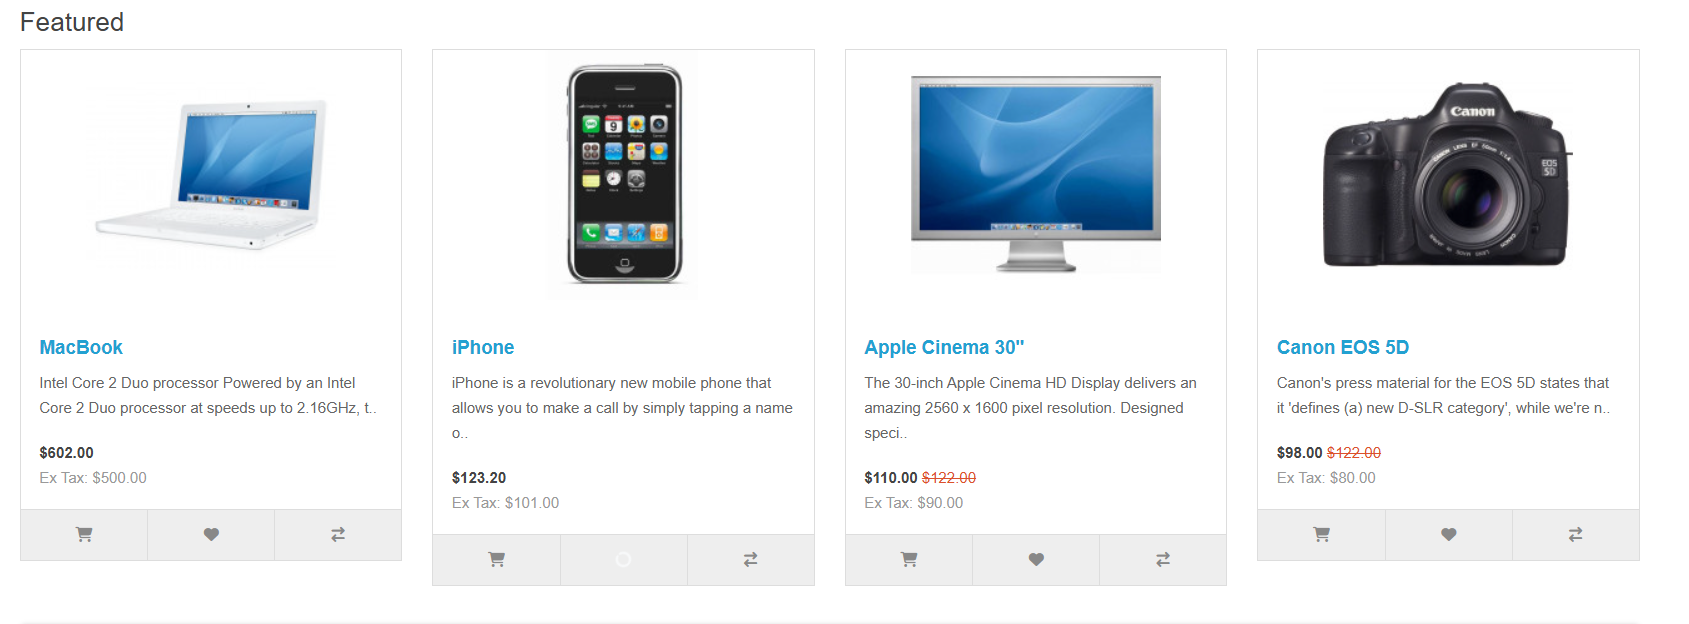 Featured
MacBook
Intel Core 2 Duo processor Powered by an Intel
Core 2 Duo processor at speeds up to 2.16GHz, t..
$602.00
Ex Tax: $500.00
iPhone
iPhone is a revolutionary new mobile phone that
allows you to make a call by simply tapping a name
o..
$123.20
Ex Tax: $101.00
Apple Cinema 30"
The 30-inch Apple Cinema HD Display delivers an
amazing 2560 x 1600 pixel resolution. Designed
speci..
$110.00 $122.00
Ex Tax: $90.00
Canon
EOS
5D
Canon EOS 5D
Canon's press material for the EOS 5D states that
it 'defines (a) new D-SLR category', while we're n..
$98.00 $122.00
Ex Tax: $80.00